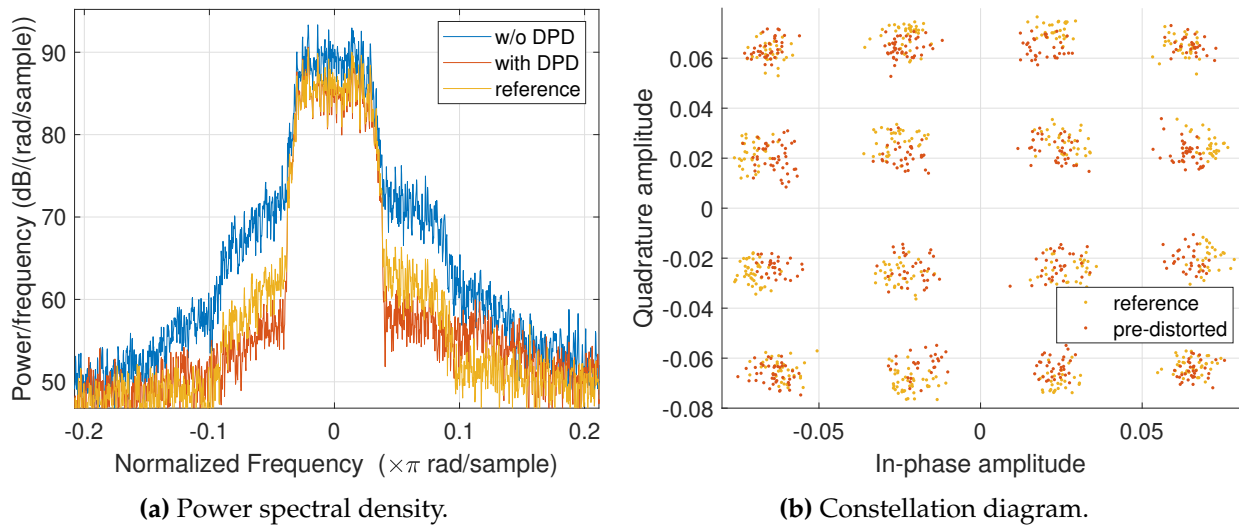 90
80
70
60
50
-0.2
-0.1
0
0.1
0.2
Power/frequency (dB/(rad/sample))
Normalized Frequency (×π rad/sample)
w/o DPD
with DPD
reference
(a) Power spectral density.
0.06
0.04
0.02
0
-0.02
-0.04
-0.06
-0.08
-0.05
0
0.05
Quadrature amplitude
In-phase amplitude
reference
pre-distorted
(b) Constellation diagram.